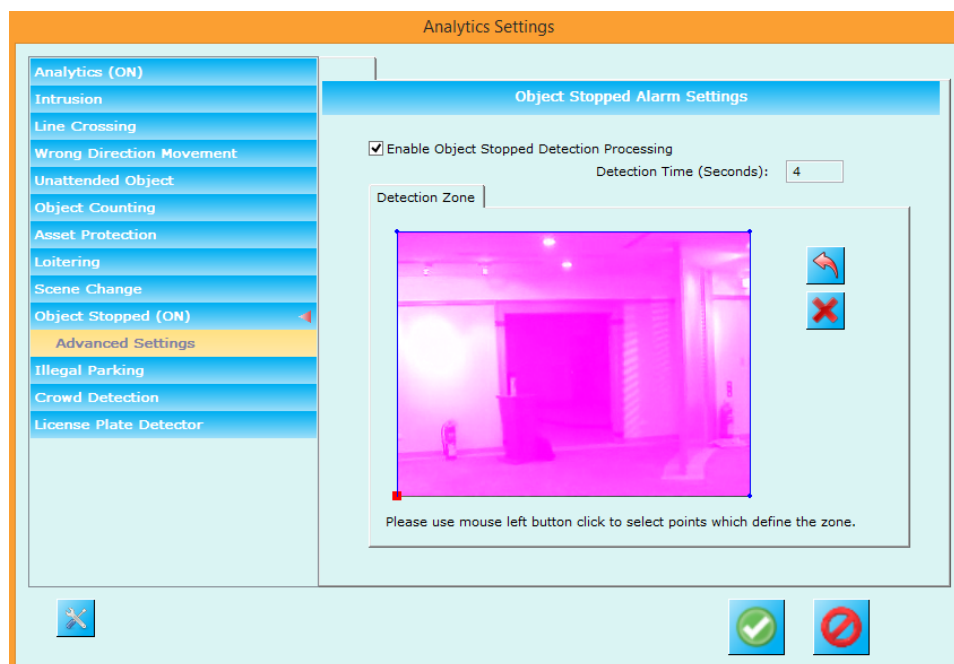 Analytics Settings
Analytics (ON)
Intrusion
Line Crossing
Wrong Direction Movement
Unattended Object
Object Counting
Asset Protection
Loitering
Scene Change
Object Stopped (ON)
Advanced Settings
Illegal Parking
Crowd Detection
License Plate Detector
Object Stopped Alarm Settings
Enable Object Stopped Detection Processing
Detection Time (Seconds): 4
Detection Zone
Please use mouse left button click to select points which define the zone.